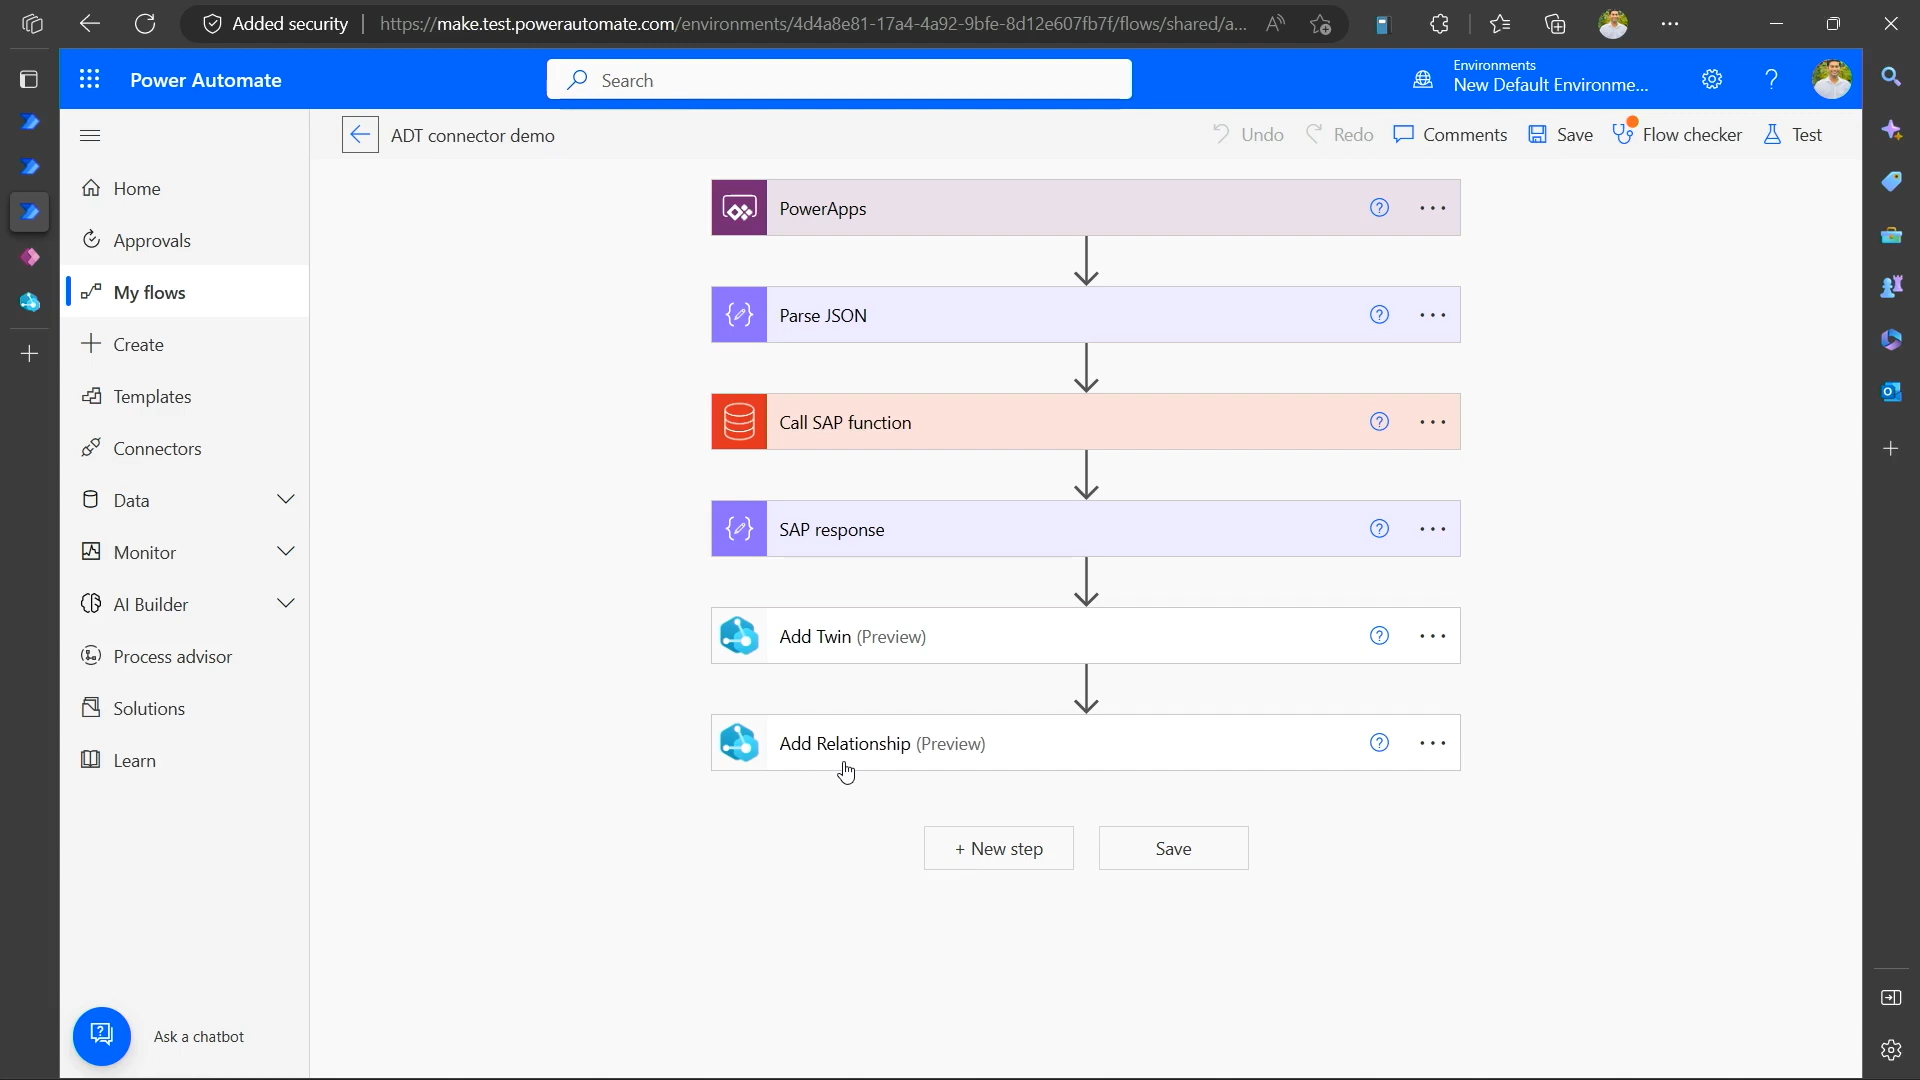 Added security
https://make.test.powerautomate.com/environments/4d4a8e81-17a4-4a92-9bfe-8d12e607fb7f/flows/shared/a...
Power Automate
Search
Environments
New Default Environme...
?
ADT connector demo
Undo
Redo
Comments
Save
Flow checker
Test
Home
Approvals
My flows
Create
Templates
Connectors
Data
Monitor
AI Builder
Process advisor
Solutions
Learn
Ask a chatbot
PowerApps
Parse JSON
Call SAP function
SAP response
Add Twin (Preview)
Add Relationship (Preview)
+ New step
Save